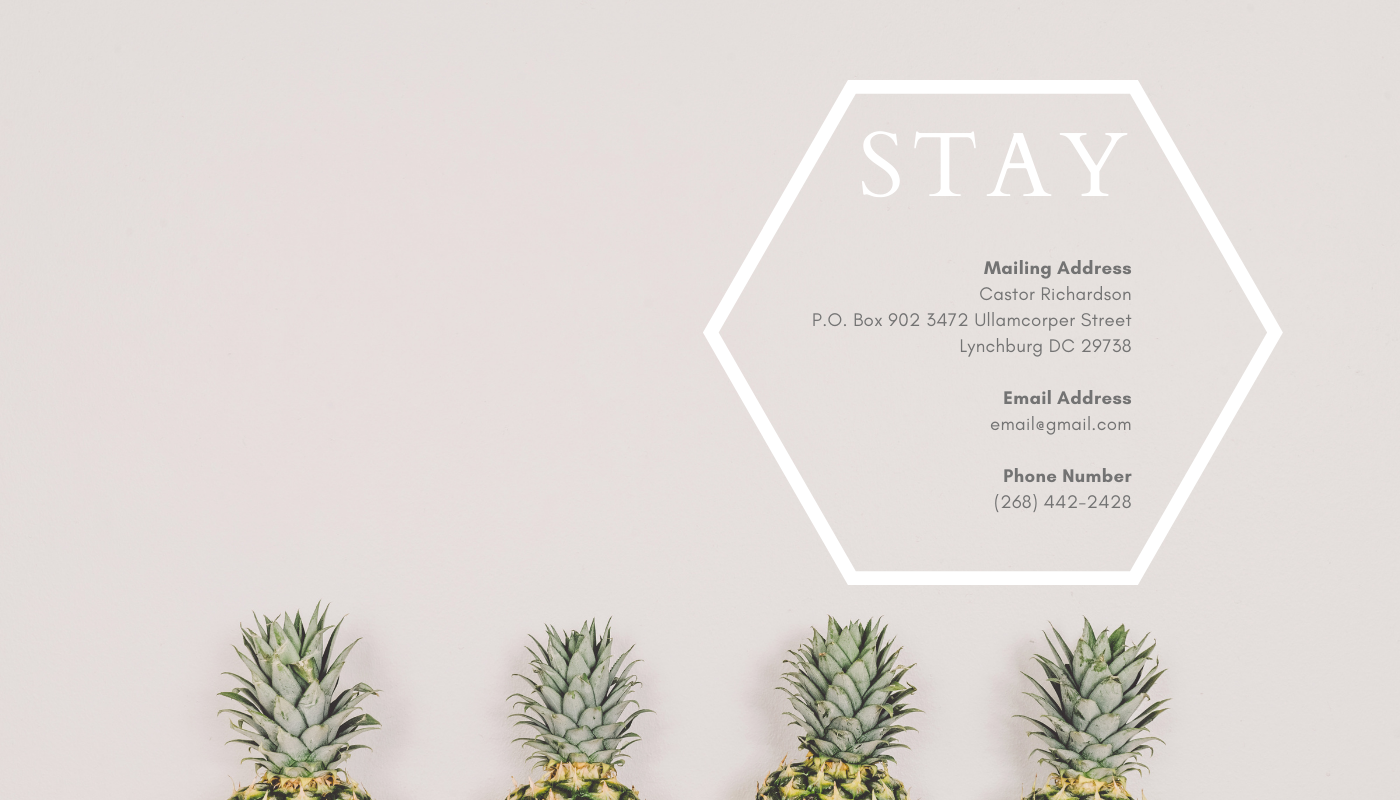 STAY
Mailing Address
Castor Richardson
P.O. Box 902 3472 Ullamcorper Street
Lynchburg DC 29738
Email Address
email@gmail.com
Phone Number
(268) 442-2428